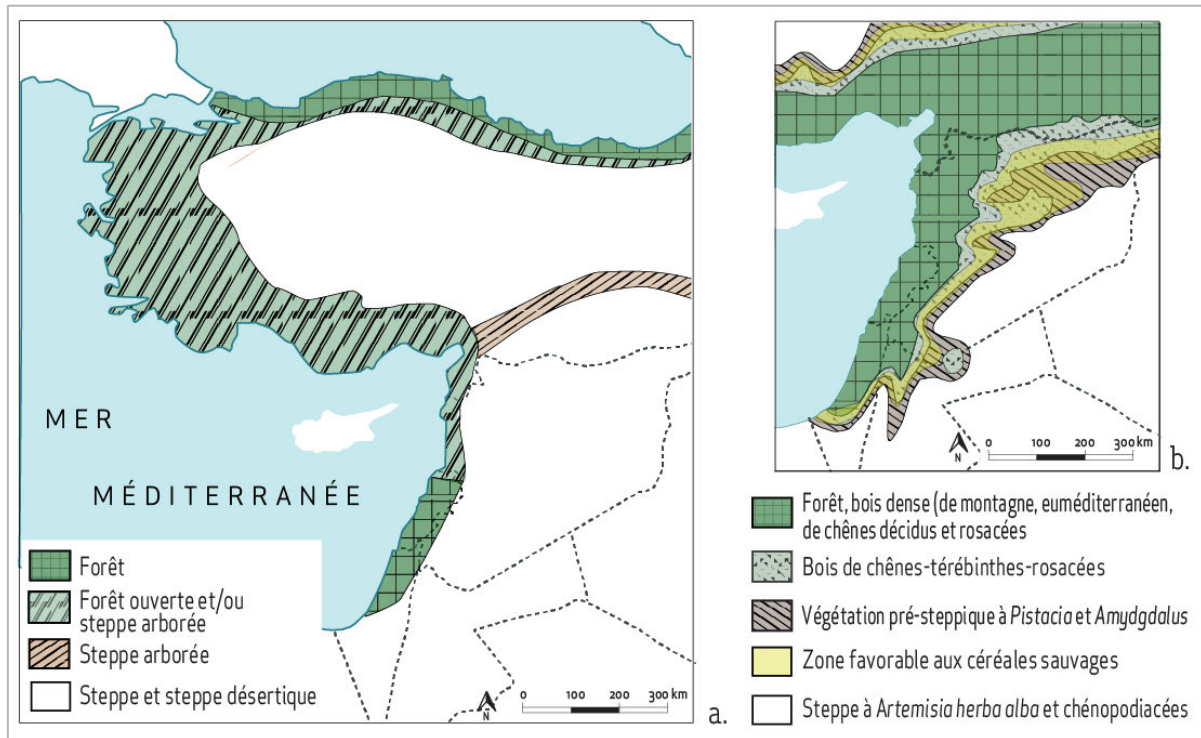 MER
MÉDITERRANÉE
Forêt
Forêt ouverte et/ou
steppe arborée
Steppe arborée
Steppe et steppe désertique
N
0 100 200 300 km
a.
N
0 100 200 300 km
b.
Forêt, bois dense (de montagne, euméditerranéen,
de chênes décidus et rosacées
Bois de chênes-térébinthes-rosacées
Végétation pré-steppique à Pistacia et Amydgdalus
Zone favorable aux céréales sauvages
Steppe à Artemisia herba alba et chénopodiacées